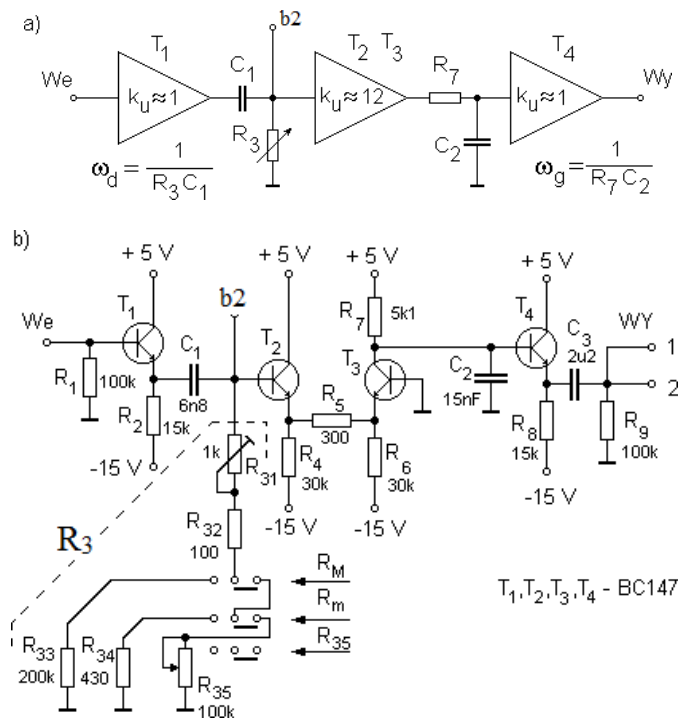 a)
b2
T1
T2 T3
T4
We
ku≈1
C1
ku≈12
R7
ku≈1
Wy
R3
C2
ωd = 1 / R3 C1
ωg = 1 / R7 C2
b)
+ 5 V
b2
+ 5 V
+ 5 V
+ 5 V
We
T1
T2
R7
5k1
T4
C3
2u2
WY
1
2
C1
6n8
T3
C2
15nF
R1
100k
R2
15k
R5
300
R4
30k
R6
30k
R8
15k
R9
100k
1k
R31
-15 V
-15 V
-15 V
-15 V
R3
R32
100
RM
Rm
R35
T1,T2,T3,T4 - BC147
R33
200k
R34
430
R35
100k